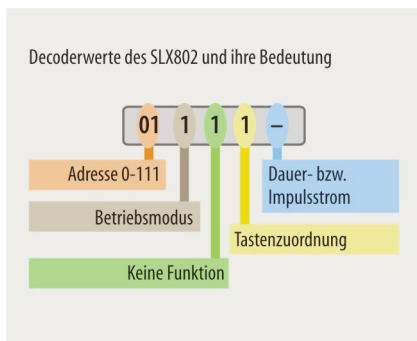 Decoderwerte des SLX802 und ihre Bedeutung
01 1 1 1 –
Adresse 0-111
Dauer- bzw.
Impulsstrom
Betriebsmodus
Tastenzuordnung
Keine Funktion